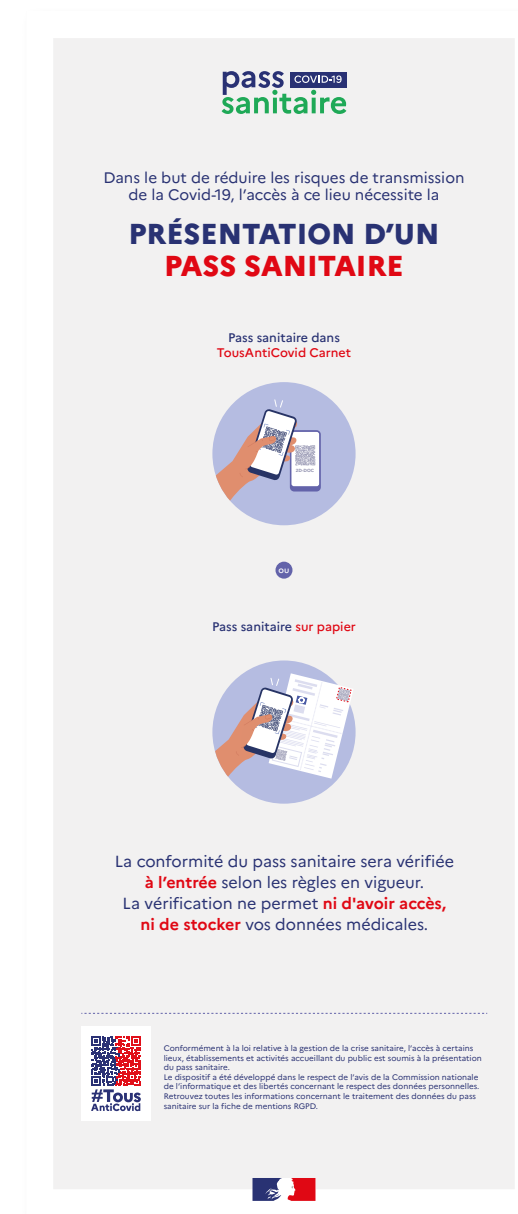 pass COVID-19
sanitaire
Dans le but de réduire les risques de transmission
de la Covid-19, l'accès à ce lieu nécessite la
PRÉSENTATION D'UN
PASS SANITAIRE
Pass sanitaire dans
TousAntiCovid Carnet
2D-DOC
ou
Pass sanitaire sur papier
La conformité du pass sanitaire sera vérifiée
à l'entrée selon les règles en vigueur.
La vérification ne permet ni d'avoir accès,
ni de stocker vos données médicales.
#Tous
AntiCovid
Conformément à la loi relative à la gestion de la crise sanitaire, l'accès à certains
lieux, établissements et activités accueillant du public est soumis à la présentation
du pass sanitaire.
Le dispositif a été développé dans le respect de l'avis de la Commission nationale
de l'informatique et des libertés concernant le respect des données personnelles.
Retrouvez toutes les informations concernant le traitement des données du pass
sanitaire sur la fiche de mentions RGPD.